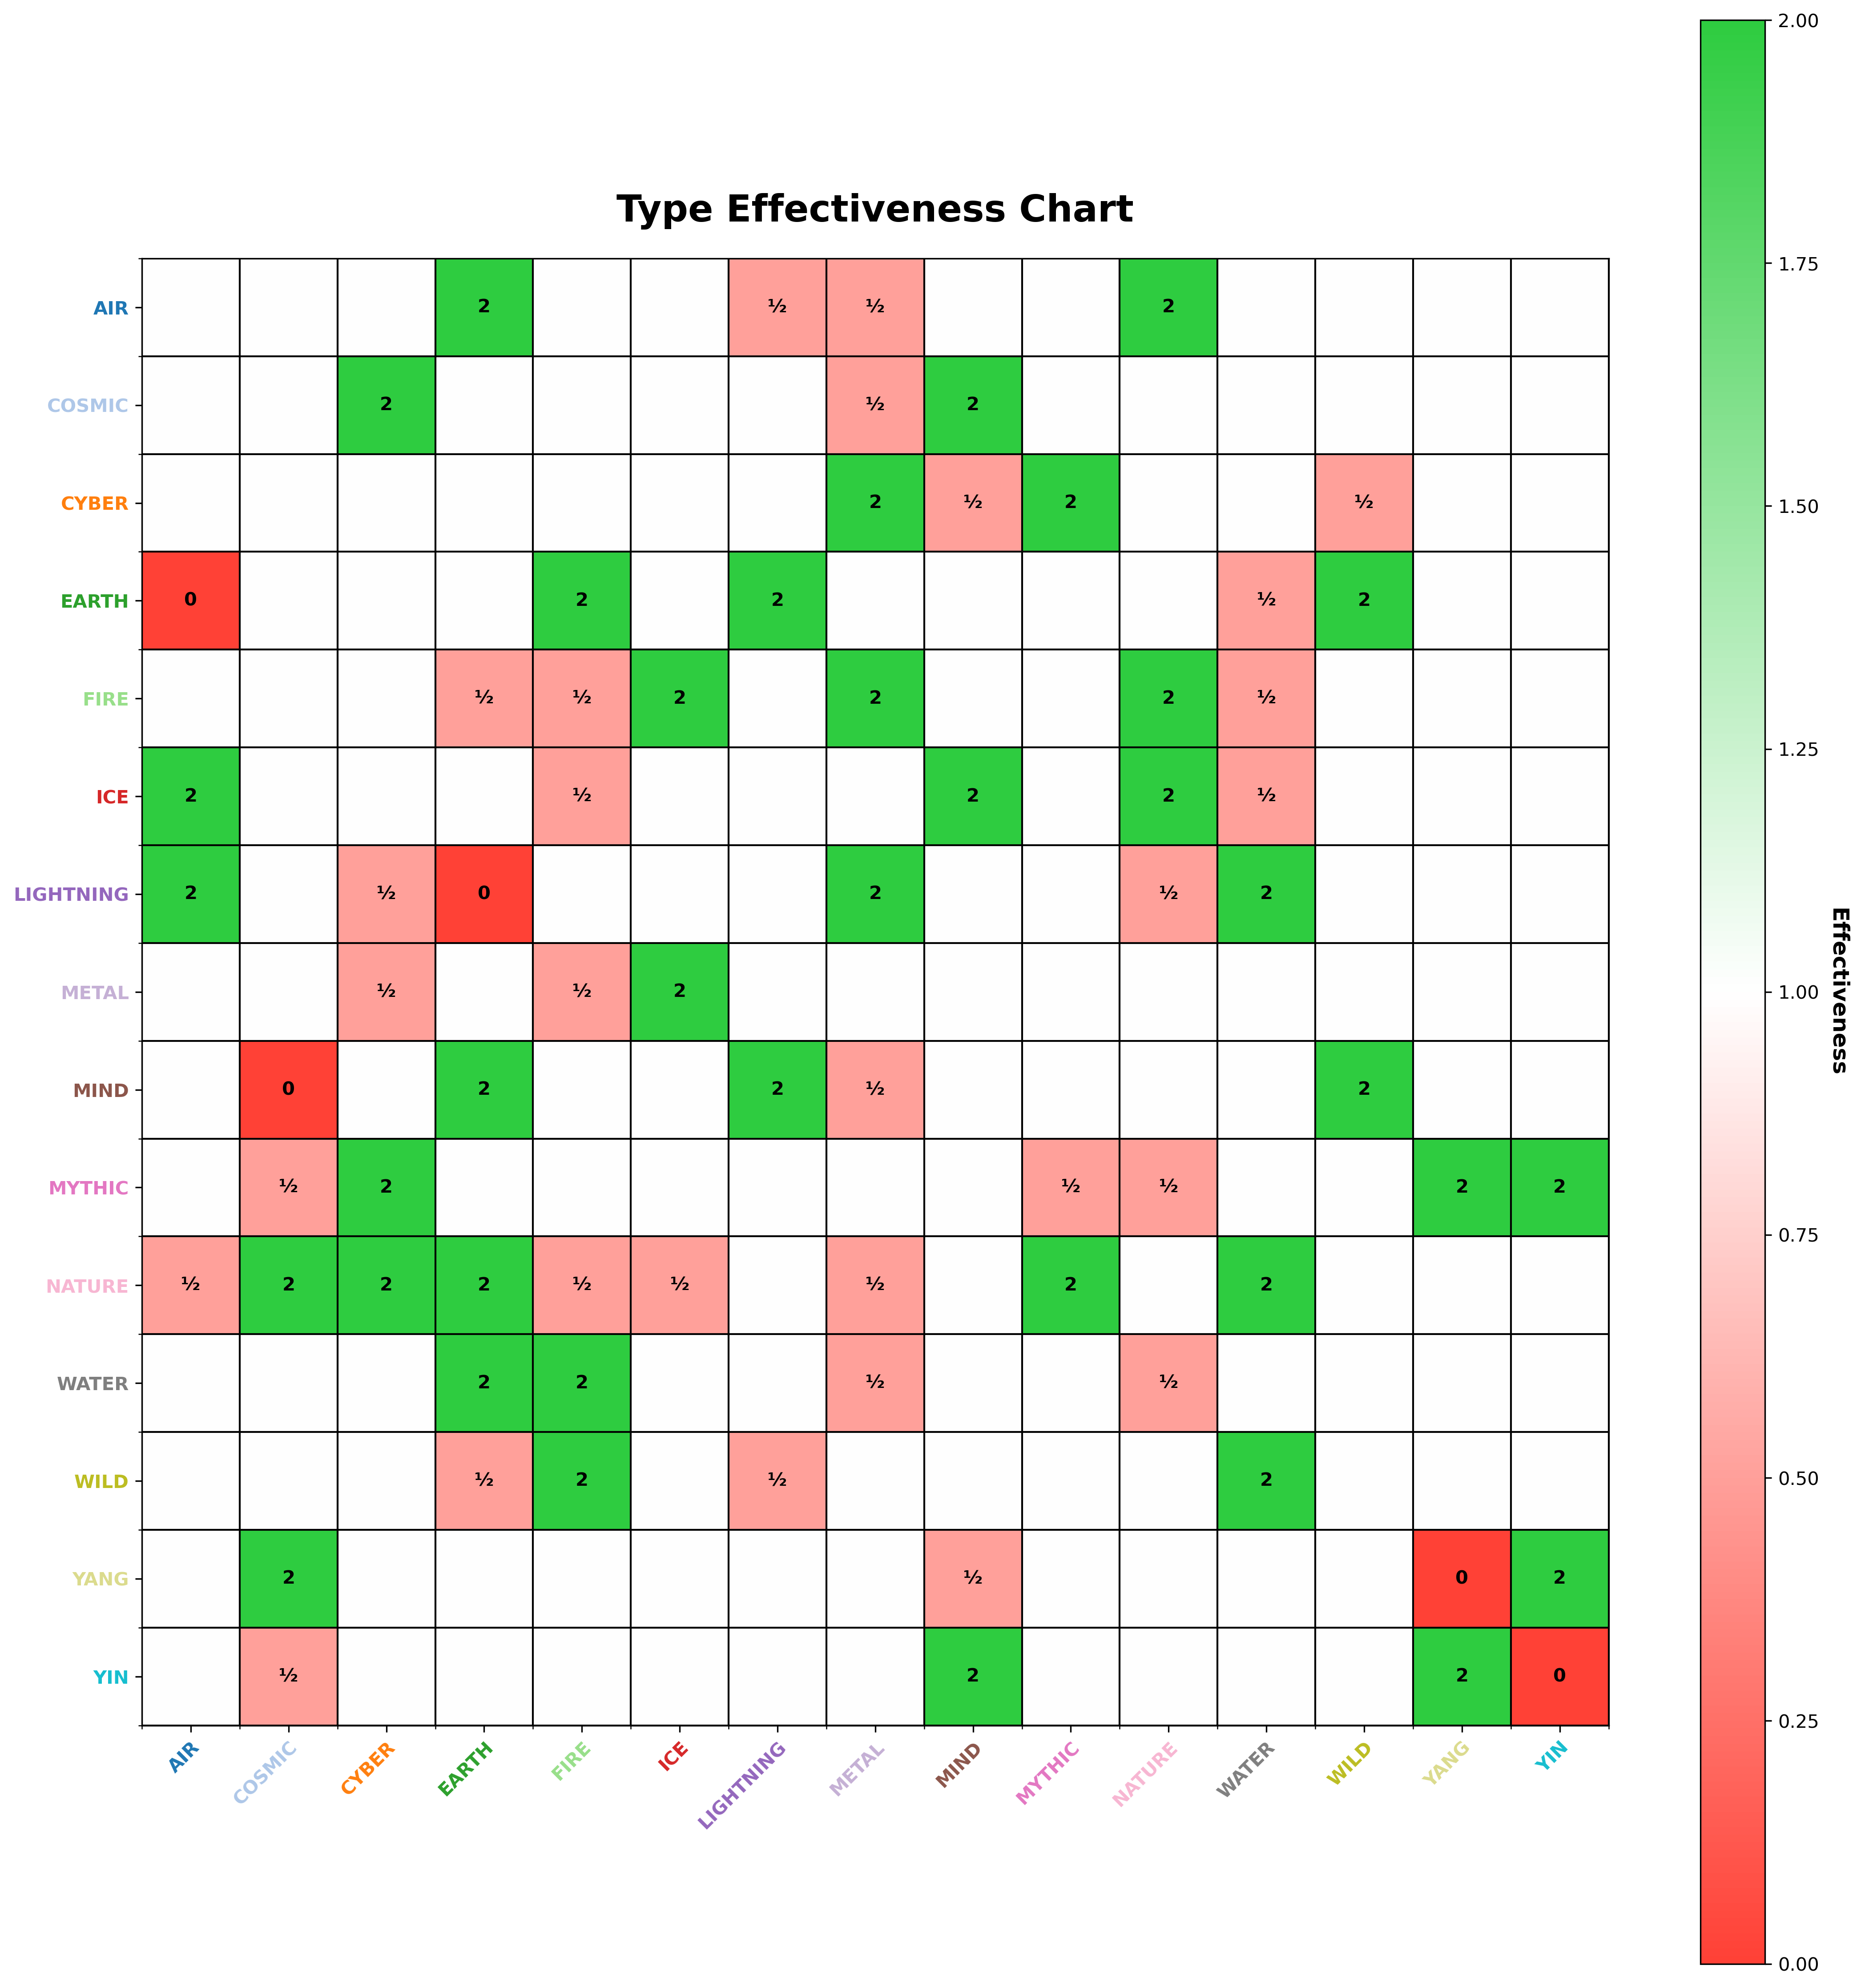 Type Effectiveness Chart
AIR 2 ½ ½ 2
COSMIC 2 ½ 2
CYBER 2 ½ 2 ½
EARTH 0 2 2 ½ 2
FIRE ½ ½ 2 2 2 ½
ICE 2 ½ 2 2 ½
LIGHTNING 2 ½ 0 2 ½ 2
METAL ½ ½ 2
MIND 0 2 2 ½ 2
MYTHIC ½ 2 ½ ½ 2 2
NATURE ½ 2 2 2 ½ ½ ½ 2 2
WATER 2 2 ½ ½
WILD ½ 2 ½ 2
YANG 2 ½ 0 2
YIN ½ 2 2 0
AIR COSMIC CYBER EARTH FIRE ICE LIGHTNING METAL MIND MYTHIC NATURE WATER WILD YANG YIN
2.00
1.75
1.50
1.25
1.00
0.75
0.50
0.25
0.00
Effectiveness